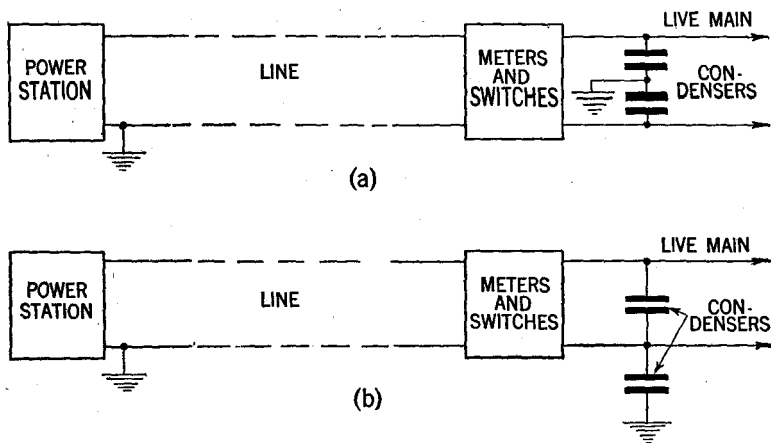 LIVE MAIN
POWER
STATION
LINE
METERS
AND
SWITCHES
CON-
DENSERS
(a)
LIVE MAIN
POWER
STATION
LINE
METERS
AND
SWITCHES
CON-
DENSERS
(b)